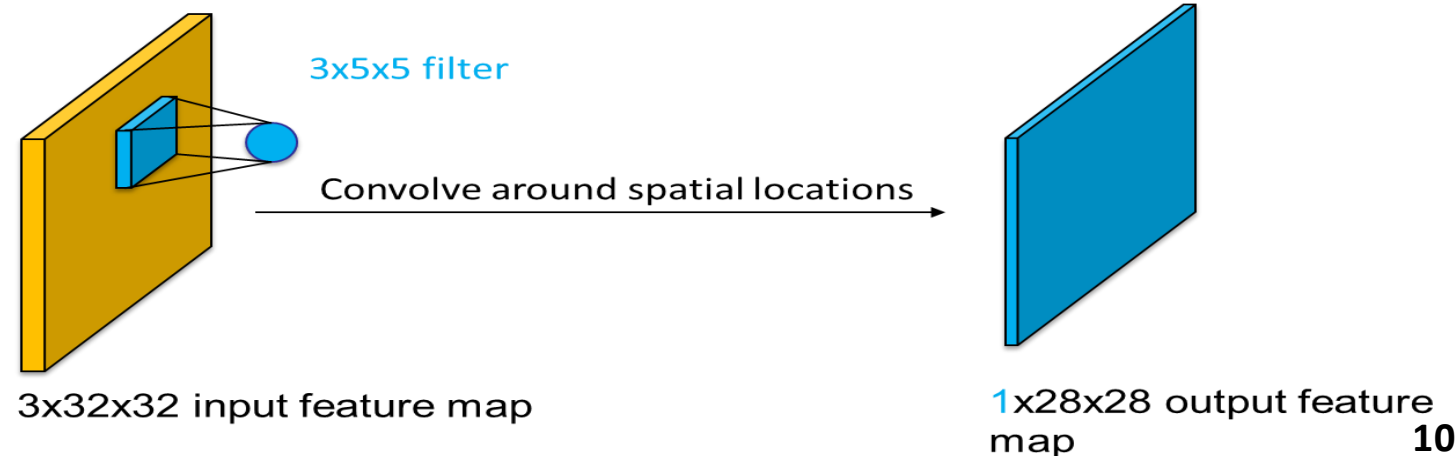 3x5x5 filter
Convolve around spatial locations
3x32x32 input feature map
1x28x28 output feature
map
10